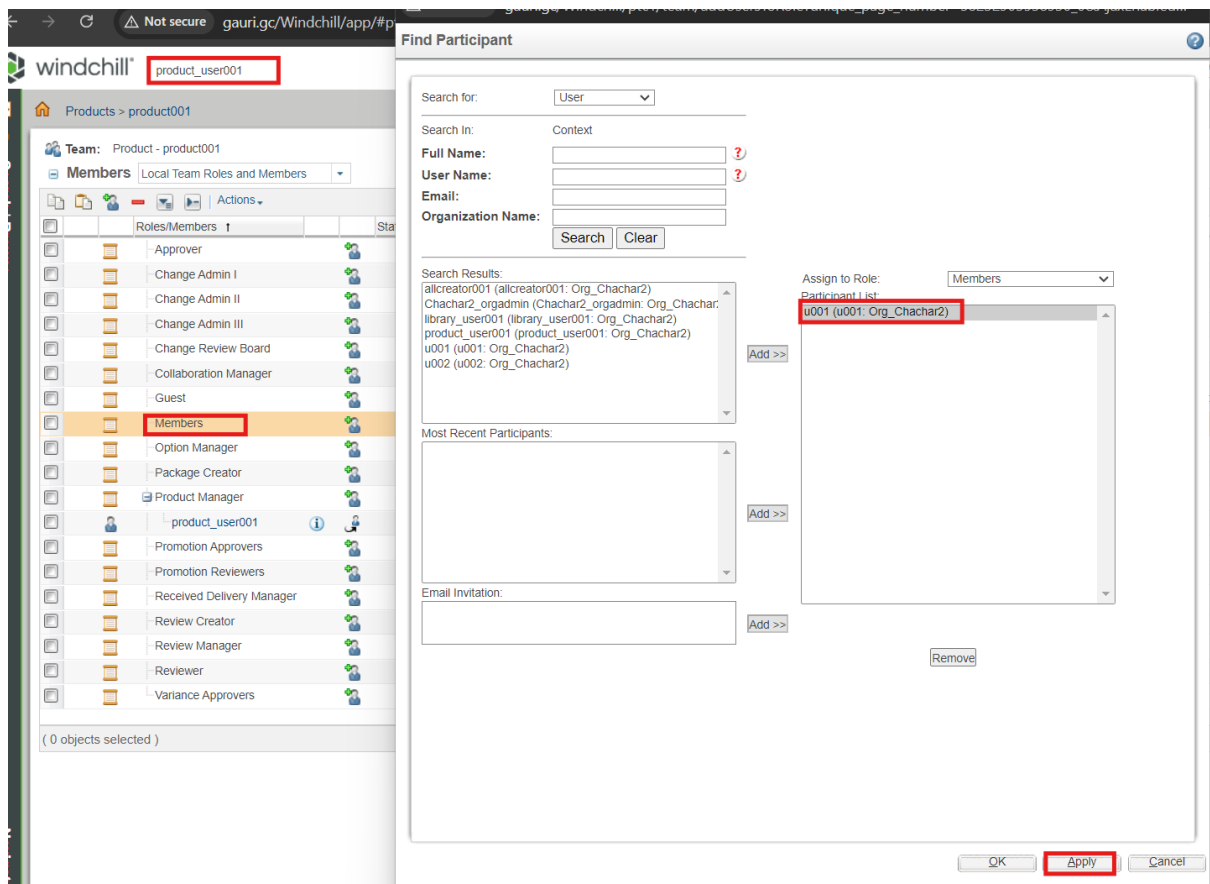 Not secure gauri.gc/Windchill/app/#p
windchill
product_user001
Products > product001
Team: Product - product001
Members Local Team Roles and Members
Actions
Roles/Members
Sta
Approver
Change Admin I
Change Admin II
Change Admin III
Change Review Board
Collaboration Manager
Guest
Members
Option Manager
Package Creator
Product Manager
product_user001
Promotion Approvers
Promotion Reviewers
Received Delivery Manager
Review Creator
Review Manager
Reviewer
Variance Approvers
( 0 objects selected )
Find Participant
Search for: User
Search In: Context
Full Name:
User Name:
Email:
Organization Name:
Search Clear
Search Results:
allcreator001 (allcreator001: Org_Chachar2)
Chachar2_orgadmin (Chachar2_orgadmin: Org_Chachar
library_user001 (library_user001: Org_Chachar2)
product_user001 (product_user001: Org_Chachar2)
u001 (u001: Org_Chachar2)
u002 (u002: Org_Chachar2)
Add >>
Assign to Role: Members
Participant List:
u001 (u001: Org_Chachar2)
Most Recent Participants:
Add >>
Email Invitation:
Add >>
Remove
OK Apply Cancel